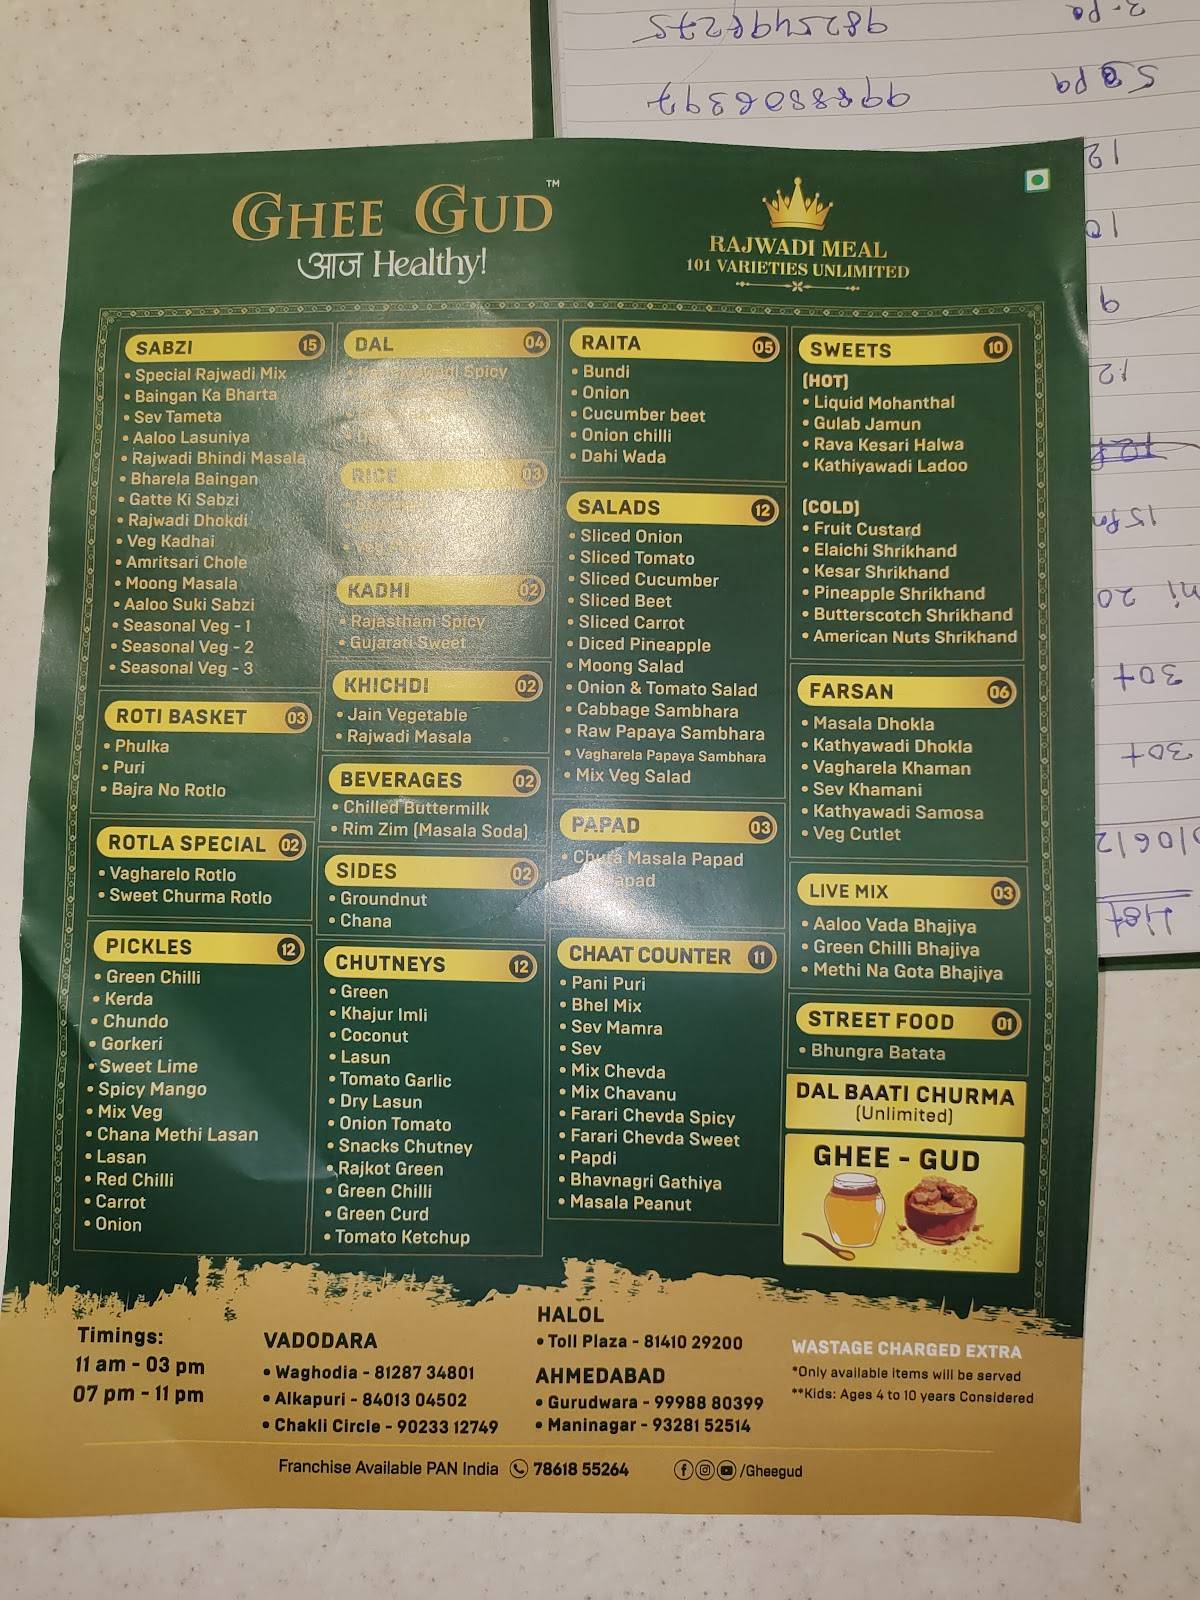 GHEE GUD™
आज Healthy!
RAJWADI MEAL
101 VARIETIES UNLIMITED
SABZI 15
• Special Rajwadi Mix
• Baingan Ka Bharta
• Sev Tameta
• Aaloo Lasuniya
• Rajwadi Bhindi Masala
• Bharela Baingan
• Gatte Ki Sabzi
• Rajwadi Dhokdi
• Veg Kadhai
• Amritsari Chole
• Moong Masala
• Aaloo Suki Sabzi
• Seasonal Veg - 1
• Seasonal Veg - 2
• Seasonal Veg - 3
ROTI BASKET 03
• Phulka
• Puri
• Bajra No Rotlo
ROTLA SPECIAL 02
• Vagharelo Rotlo
• Sweet Churma Rotlo
PICKLES 12
• Green Chilli
• Kerda
• Chundo
• Gorkeri
• Sweet Lime
• Spicy Mango
• Mix Veg
• Chana Methi Lasan
• Lasan
• Red Chilli
• Carrot
• Onion
DAL 04
Spicy
RICE 03
KADHI 02
• Rajasthani Spicy
• Gujarati Sweet
KHICHDI 02
• Jain Vegetable
• Rajwadi Masala
BEVERAGES 02
• Chilled Buttermilk
• Rim Zim (Masala Soda)
SIDES 02
• Groundnut
• Chana
CHUTNEYS 12
• Green
• Khajur Imli
• Coconut
• Lasun
• Tomato Garlic
• Dry Lasun
• Onion Tomato
• Snacks Chutney
• Rajkot Green
• Green Chilli
• Green Curd
• Tomato Ketchup
RAITA 05
• Bundi
• Onion
• Cucumber beet
• Onion chilli
• Dahi Wada
SALADS 12
• Sliced Onion
• Sliced Tomato
• Sliced Cucumber
• Sliced Beet
• Sliced Carrot
• Diced Pineapple
• Moong Salad
• Onion & Tomato Salad
• Cabbage Sambhara
• Raw Papaya Sambhara
• Vagharela Papaya Sambhara
• Mix Veg Salad
PAPAD 03
• Chura Masala Papad
CHAAT COUNTER 11
• Pani Puri
• Bhel Mix
• Sev Mamra
• Sev
• Mix Chevda
• Mix Chavanu
• Farari Chevda Spicy
• Farari Chevda Sweet
• Papdi
• Bhavnagri Gathiya
• Masala Peanut
SWEETS 10
(HOT)
• Liquid Mohanthal
• Gulab Jamun
• Rava Kesari Halwa
• Kathiyawadi Ladoo
(COLD)
• Fruit Custard
• Elaichi Shrikhand
• Kesar Shrikhand
• Pineapple Shrikhand
• Butterscotch Shrikhand
• American Nuts Shrikhand
FARSAN 06
• Masala Dhokla
• Kathyawadi Dhokla
• Vagharela Khaman
• Sev Khamani
• Kathyawadi Samosa
• Veg Cutlet
LIVE MIX 03
• Aaloo Vada Bhajiya
• Green Chilli Bhajiya
• Methi Na Gota Bhajiya
STREET FOOD 01
• Bhungra Batata
DAL BAATI CHURMA
(Unlimited)
GHEE - GUD
Timings:
11 am - 03 pm
07 pm - 11 pm
VADODARA
• Waghodia - 81287 34801
• Alkapuri - 84013 04502
• Chakli Circle - 90233 12749
HALOL
• Toll Plaza - 81410 29200
AHMEDABAD
• Gurudwara - 99988 80399
• Maninagar - 93281 52514
WASTAGE CHARGED EXTRA
*Only available items will be served
**Kids: Ages 4 to 10 years Considered
Franchise Available PAN India 78618 55264
/Gheegud
30+
30+
20
12
9
10
12